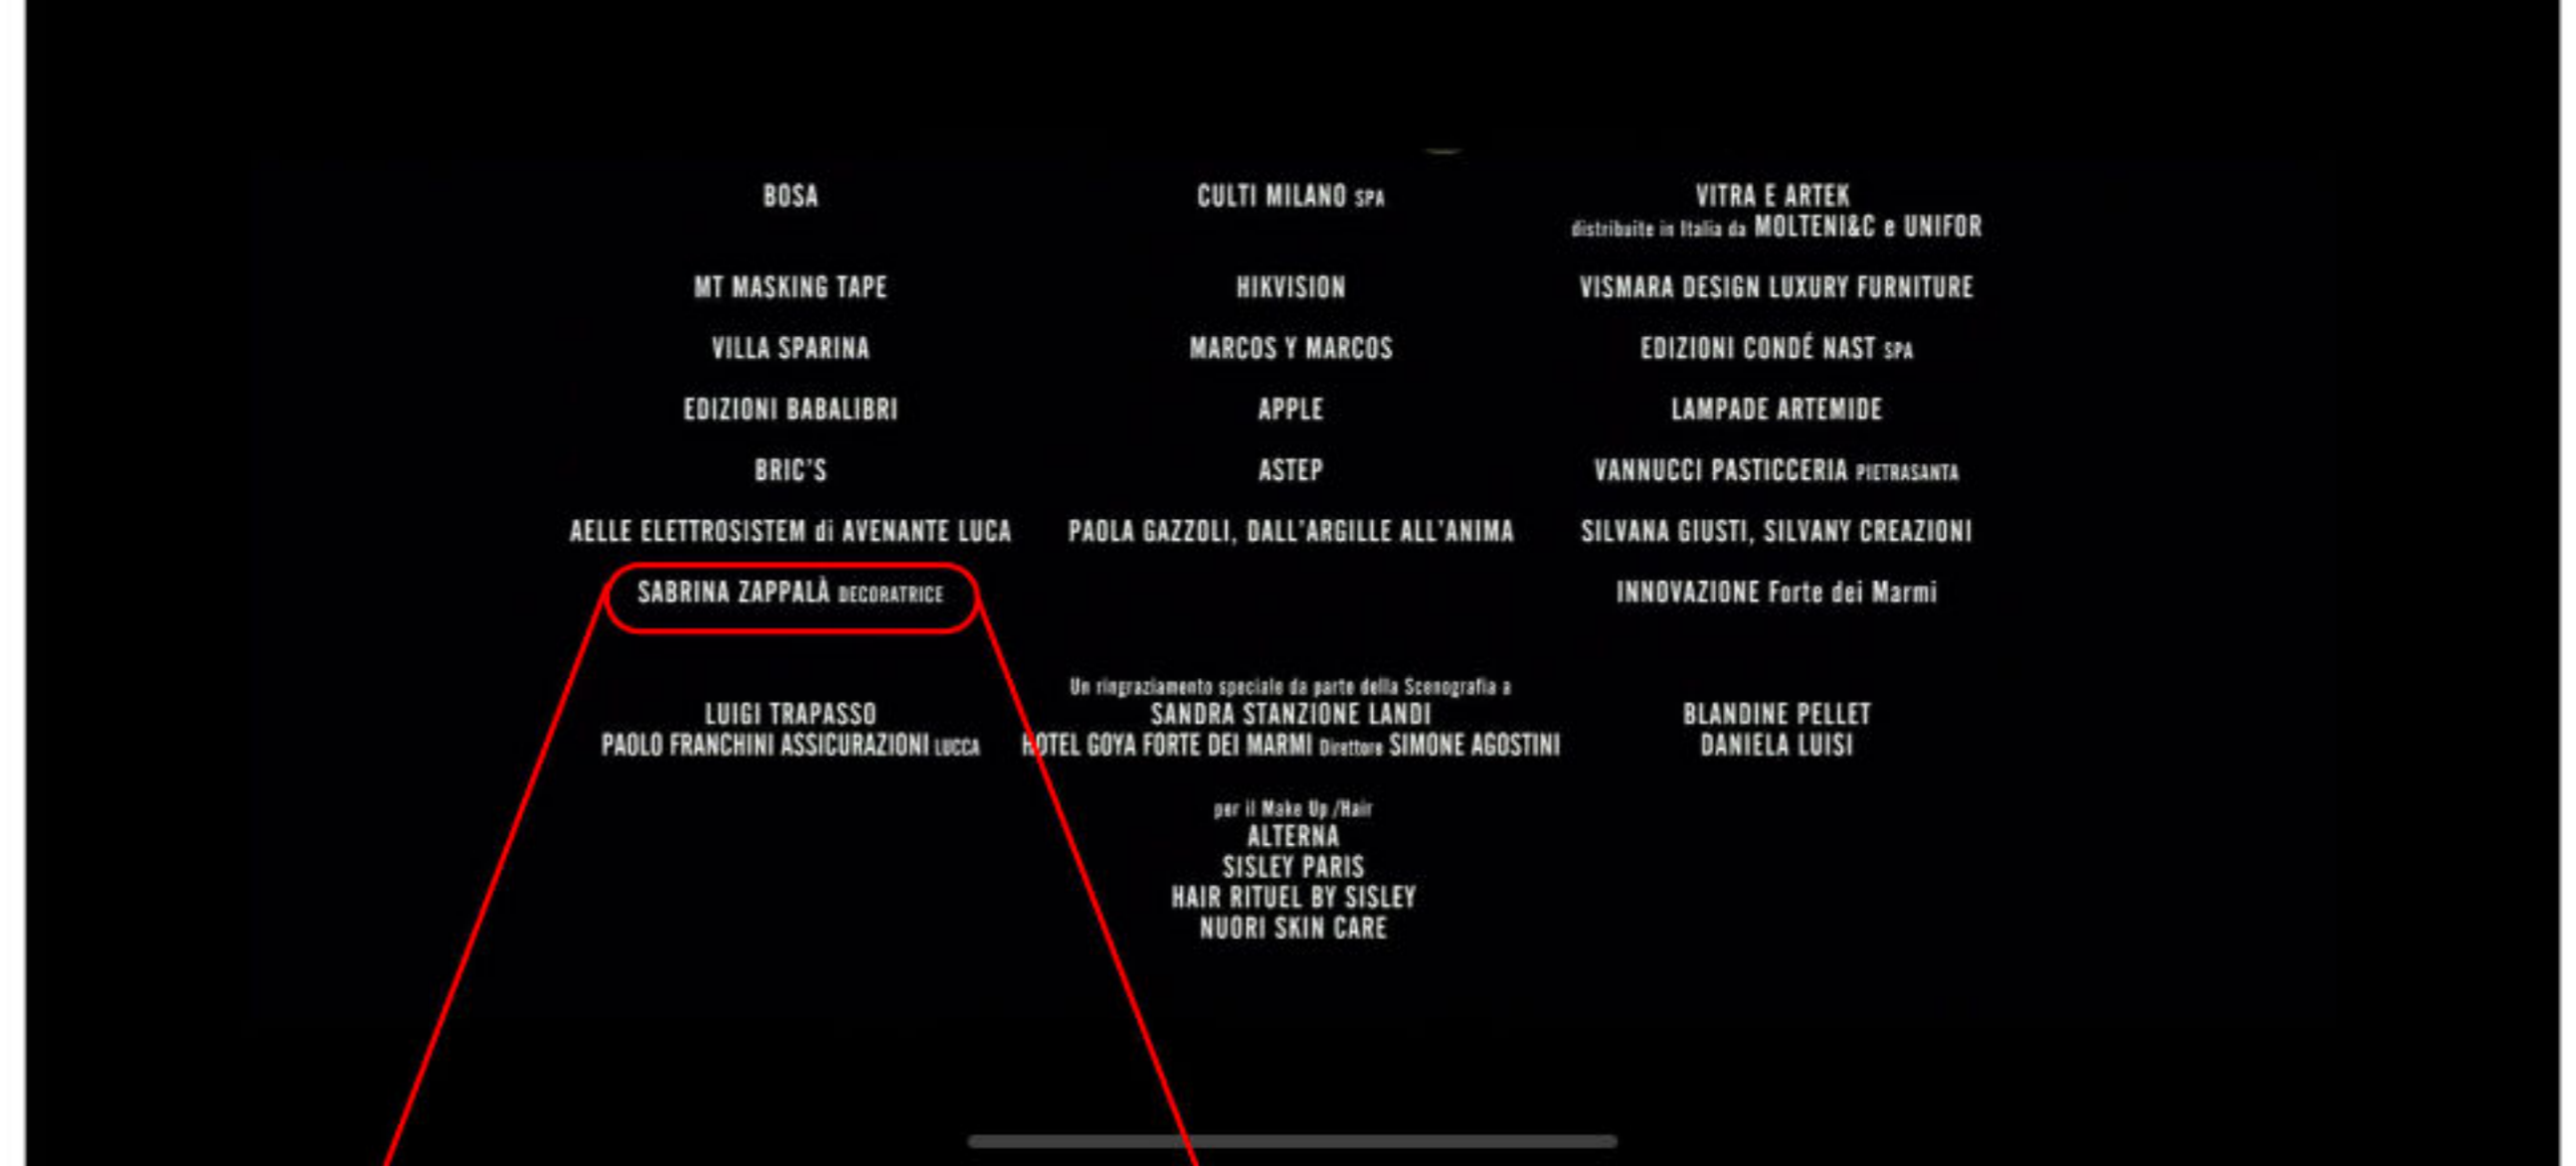 BOSA CULTI MILANO SPA VITRA E ARTEK
distribuite in Italia da MOLTENI&C e UNIFOR
MT MASKING TAPE HIKVISION VISMARA DESIGN LUXURY FURNITURE
VILLA SPARINA MARCOS Y MARCOS EDIZIONI CONDÉ NAST SPA
EDIZIONI BABALIBRI APPLE LAMPADE ARTEMIDE
BRIC'S ASTEP VANNUCCI PASTICCERIA PIETRASANTA
AELLE ELETTROSISTEM di AVENANTE LUCA PAOLA GAZZOLI, DALL'ARGILLE ALL'ANIMA SILVANA GIUSTI, SILVANY CREAZIONI
SABRINA ZAPPALÀ DECORATRICE INNOVAZIONE Forte dei Marmi
Un ringraziamento speciale da parte della Scenografia a
LUIGI TRAPASSO SANDRA STANZIONE LANDI BLANDINE PELLET
PAOLO FRANCHINI ASSICURAZIONI LUCCA HOTEL GOYA FORTE DEI MARMI Direttore SIMONE AGOSTINI DANIELA LUISI
per il Make Up /Hair
ALTERNA
SISLEY PARIS
HAIR RITUEL BY SISLEY
NUORI SKIN CARE